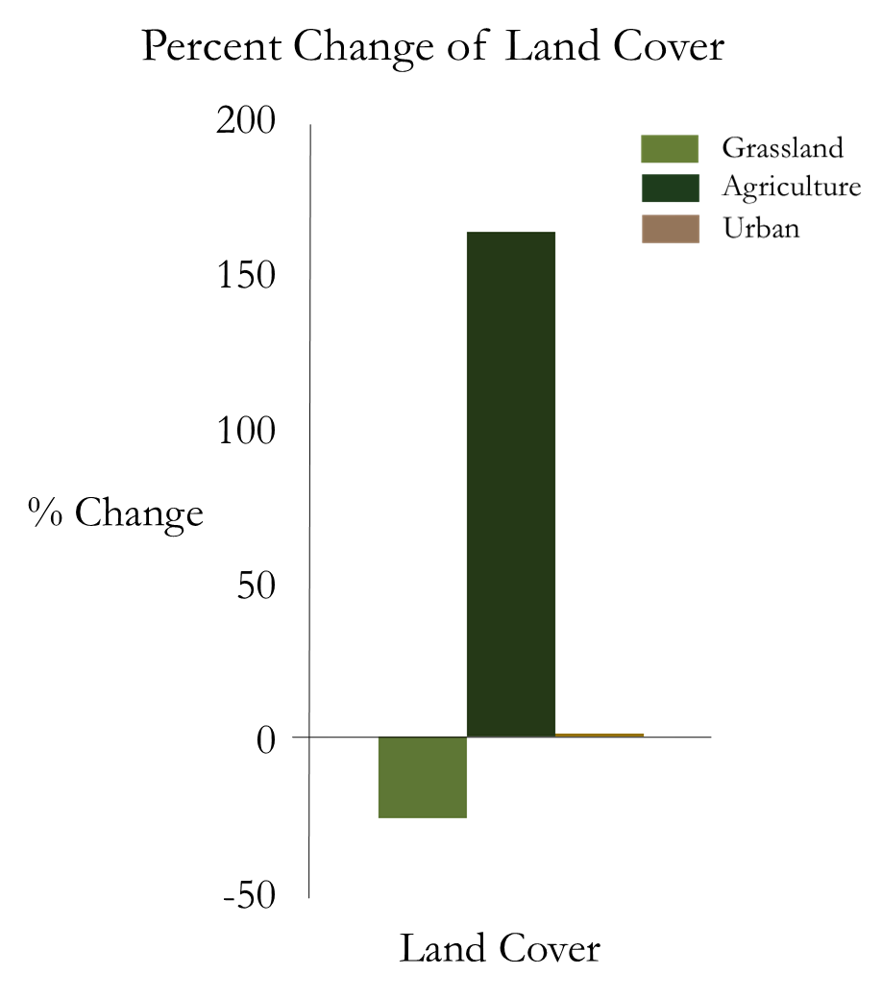 Percent Change of Land Cover
200
Grassland
Agriculture
Urban
150
100
% Change
50
0
-50
Land Cover